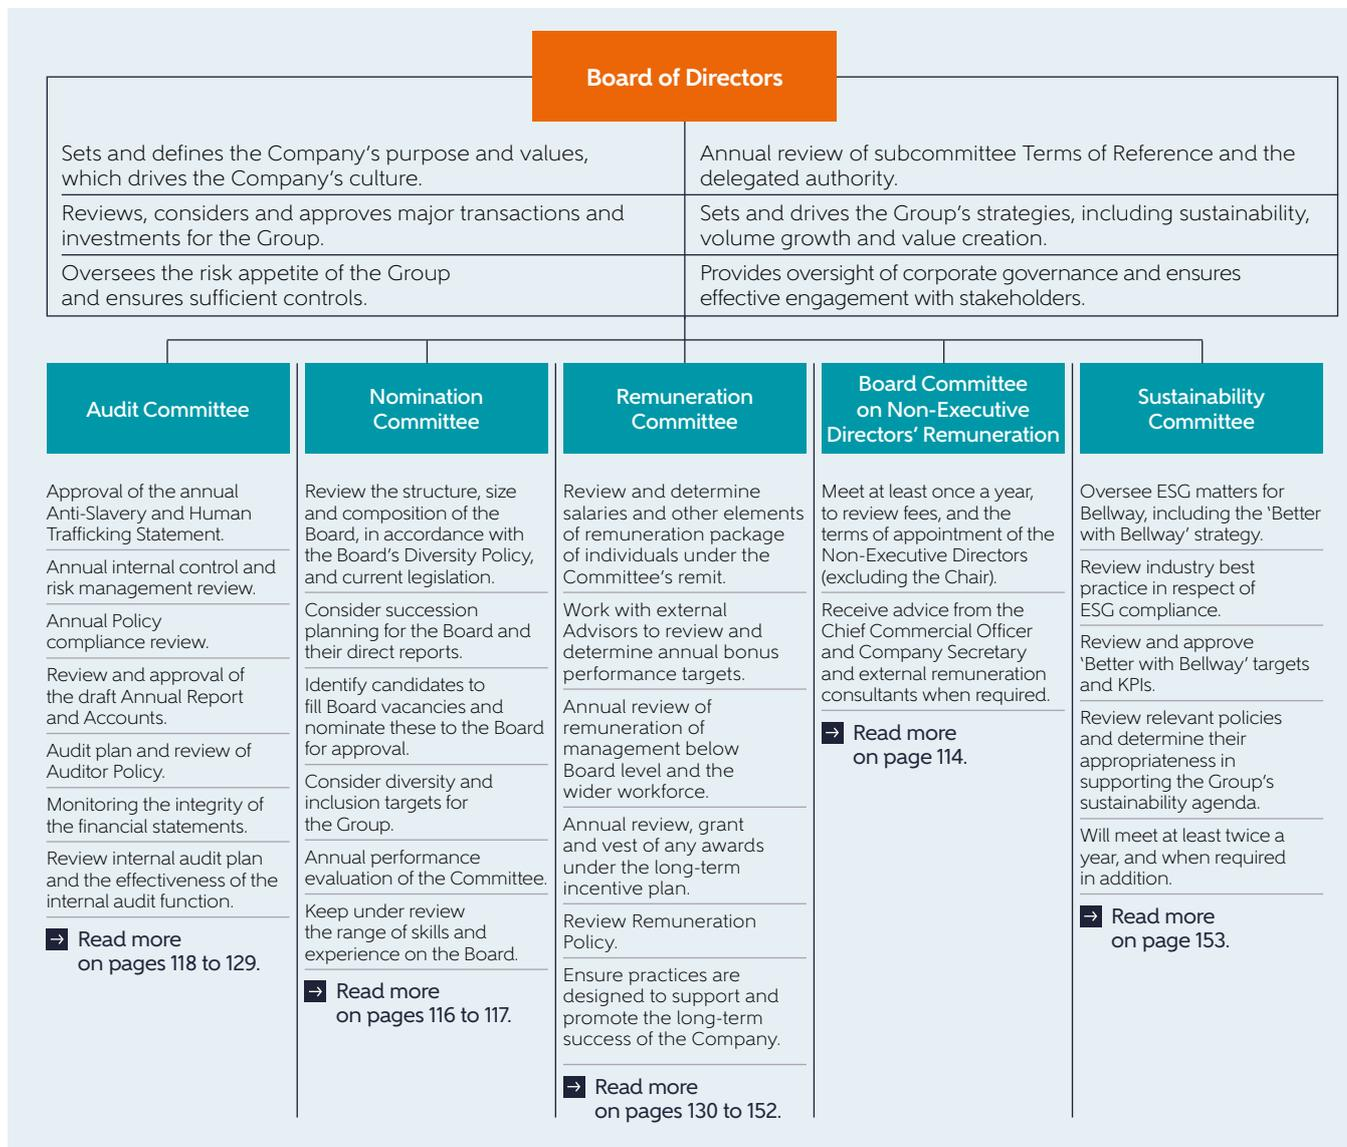 Board of Directors
Sets and defines the Company's purpose and values,
which drives the Company's culture.
Reviews, considers and approves major transactions and
investments for the Group.
Oversees the risk appetite of the Group
and ensures sufficient controls.
Annual review of subcommittee Terms of Reference and the
delegated authority.
Sets and drives the Group's strategies, including sustainability,
volume growth and value creation.
Provides oversight of corporate governance and ensures
effective engagement with stakeholders.
Audit Committee
Approval of the annual
Anti-Slavery and Human
Trafficking Statement.
Annual internal control and
risk management review.
Annual Policy
compliance review.
Review and approval of
the draft Annual Report
and Accounts.
Audit plan and review of
Auditor Policy.
Monitoring the integrity of
the financial statements.
Review internal audit plan
and the effectiveness of the
internal audit function.
Read more
on pages 118 to 129.
Nomination
Committee
Review the structure, size
and composition of the
Board, in accordance with
the Board's Diversity Policy,
and current legislation.
Consider succession
planning for the Board and
their direct reports.
Identify candidates to
fill Board vacancies and
nominate these to the Board
for approval.
Consider diversity and
inclusion targets for
the Group.
Annual performance
evaluation of the Committee.
Keep under review
the range of skills and
experience on the Board.
Read more
on pages 116 to 117.
Remuneration
Committee
Review and determine
salaries and other elements
of remuneration package
of individuals under the
Committee's remit.
Work with external
Advisors to review and
determine annual bonus
performance targets.
Annual review of
remuneration of
management below
Board level and the
wider workforce.
Annual review, grant
and vest of any awards
under the long-term
incentive plan.
Review Remuneration
Policy.
Ensure practices are
designed to support and
promote the long-term
success of the Company.
Read more
on pages 130 to 152.
Board Committee
on Non-Executive
Directors' Remuneration
Meet at least once a year,
to review fees, and the
terms of appointment of the
Non-Executive Directors
(excluding the Chair).
Receive advice from the
Chief Commercial Officer
and Company Secretary
and external remuneration
consultants when required.
Read more
on page 114.
Sustainability
Committee
Oversee ESG matters for
Bellway, including the 'Better
with Bellway' strategy.
Review industry best
practice in respect of
ESG compliance.
Review and approve
'Better with Bellway' targets
and KPIs.
Review relevant policies
and determine their
appropriateness in
supporting the Group's
sustainability agenda.
Will meet at least twice a
year, and when required
in addition.
Read more
on page 153.